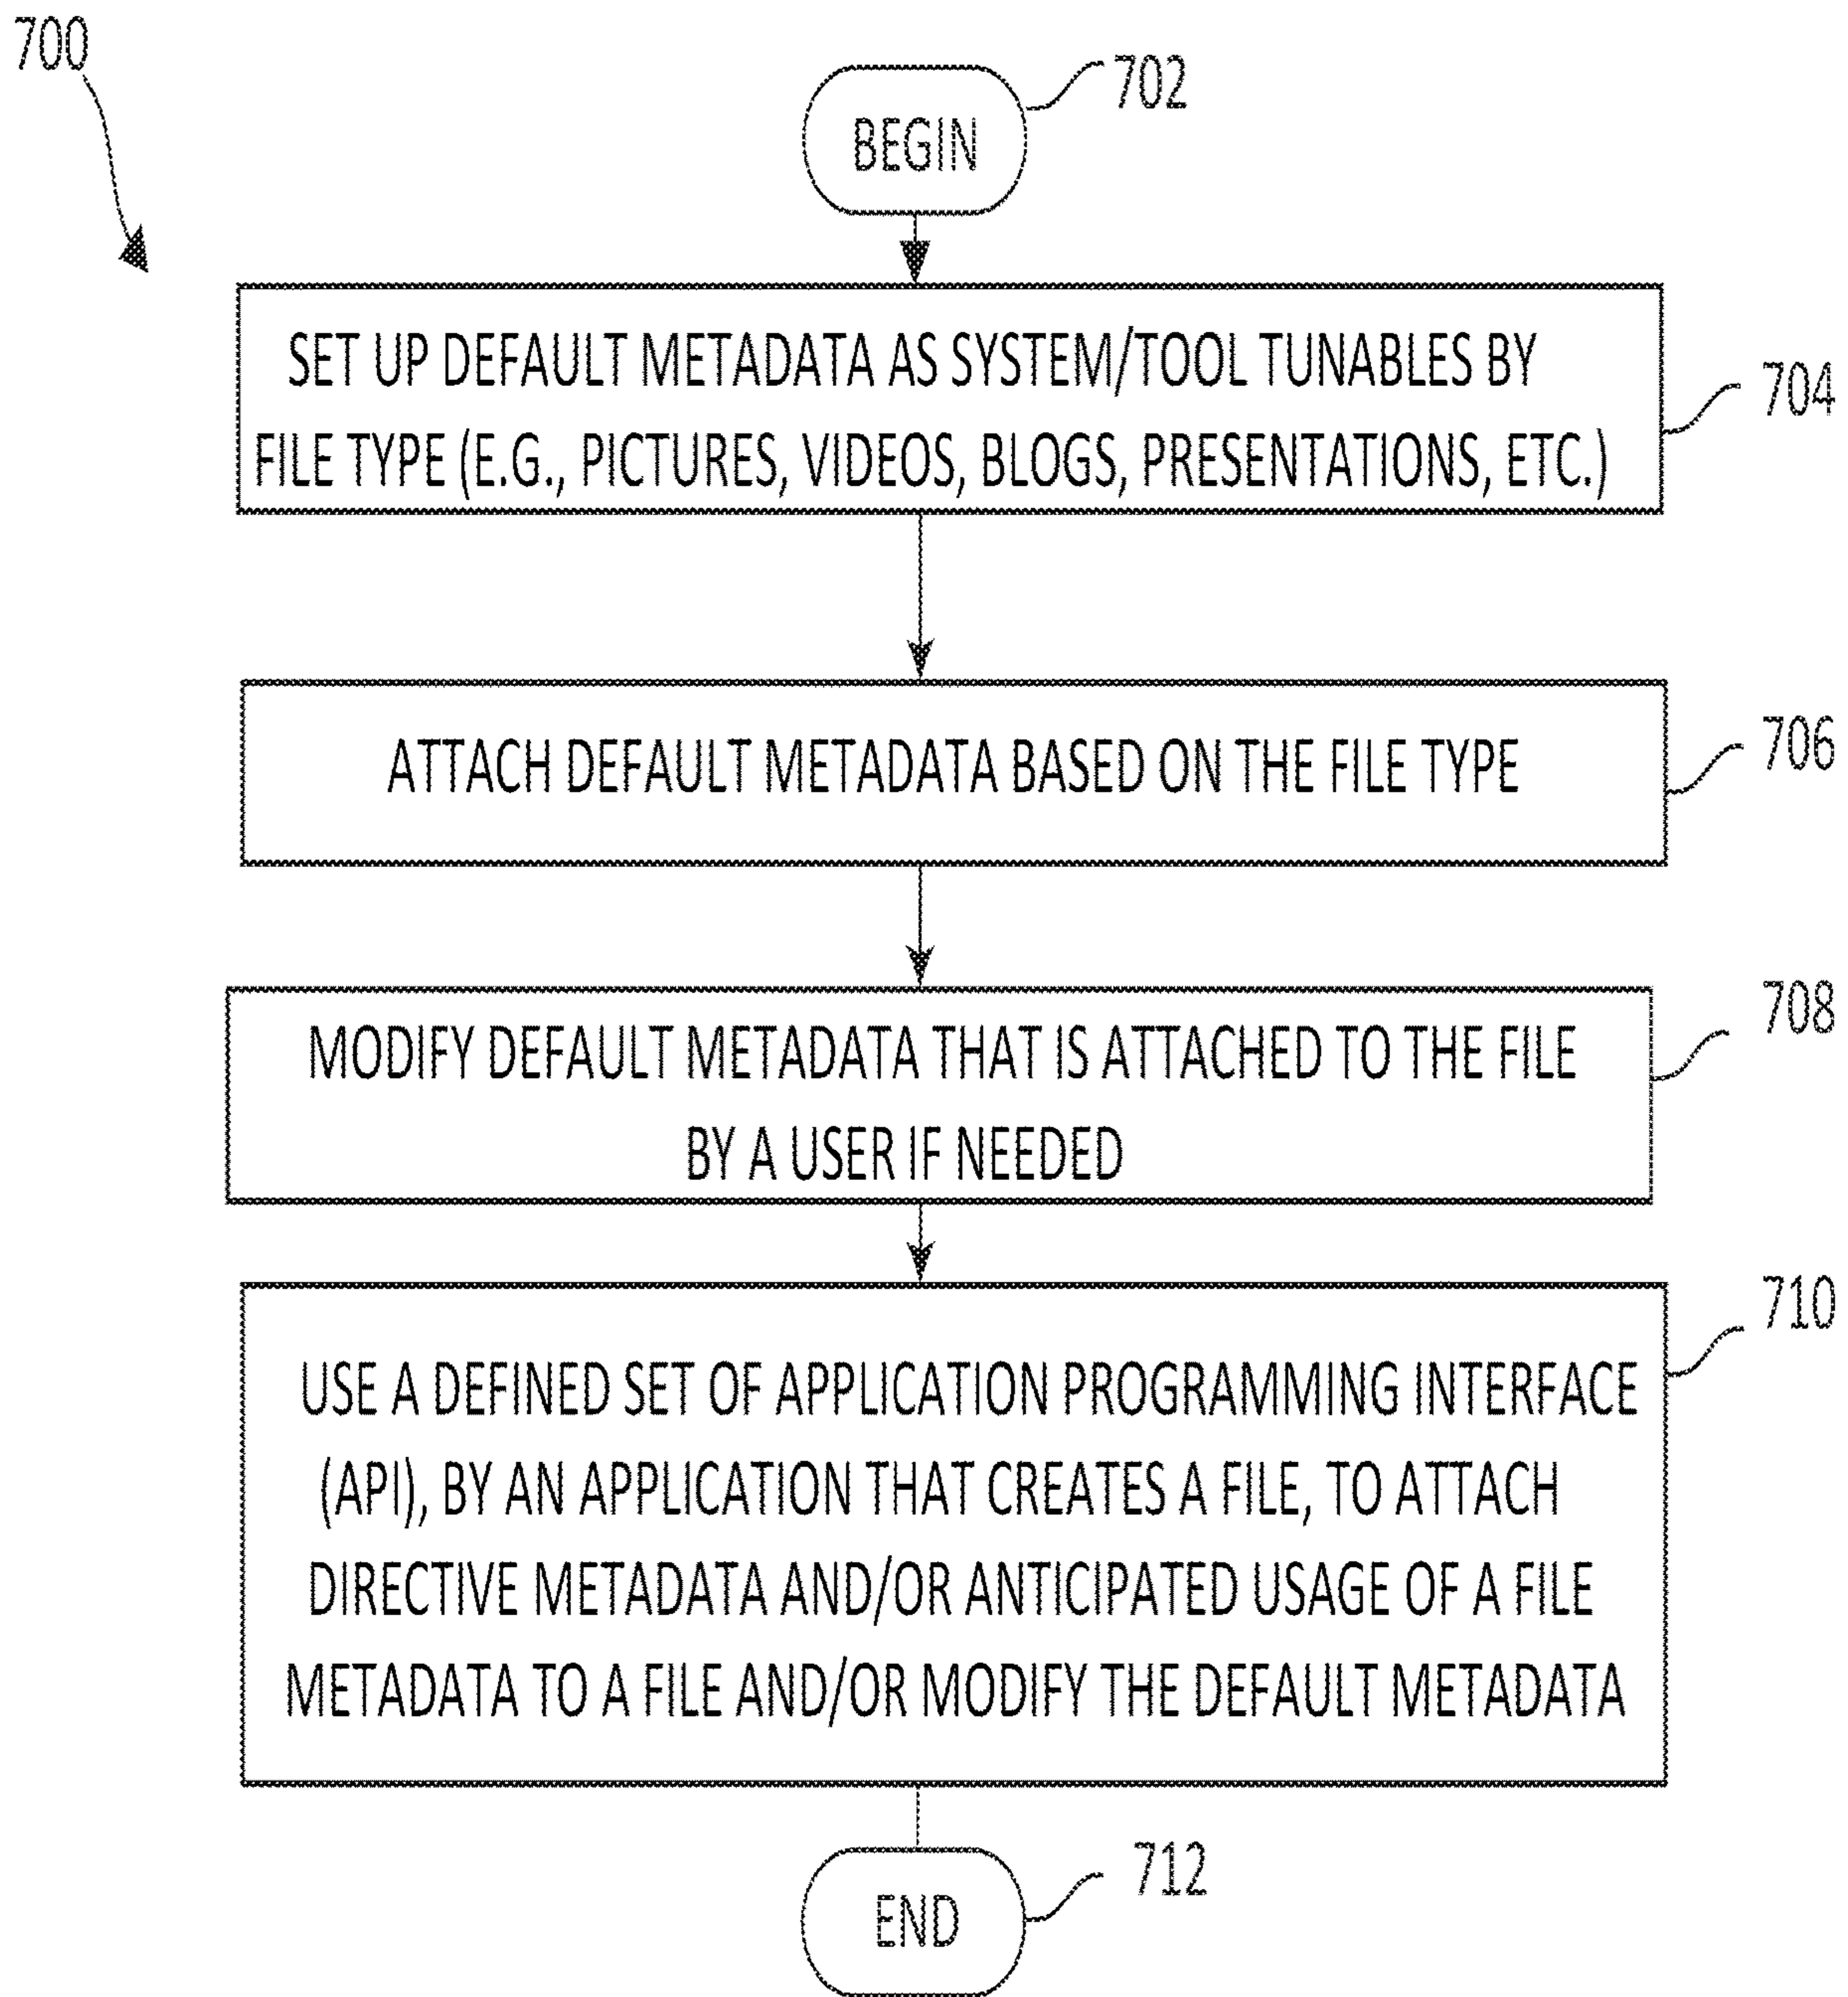 700
702
BEGIN
SET UP DEFAULT METADATA AS SYSTEM/TOOL TUNABLES BY
FILE TYPE (E.G., PICTURES, VIDEOS, BLOGS, PRESENTATIONS, ETC.)
704
ATTACH DEFAULT METADATA BASED ON THE FILE TYPE
706
MODIFY DEFAULT METADATA THAT IS ATTACHED TO THE FILE
BY A USER IF NEEDED
708
USE A DEFINED SET OF APPLICATION PROGRAMMING INTERFACE
(API), BY AN APPLICATION THAT CREATES A FILE, TO ATTACH
DIRECTIVE METADATA AND/OR ANTICIPATED USAGE OF A FILE
METADATA TO A FILE AND/OR MODIFY THE DEFAULT METADATA
710
END
712